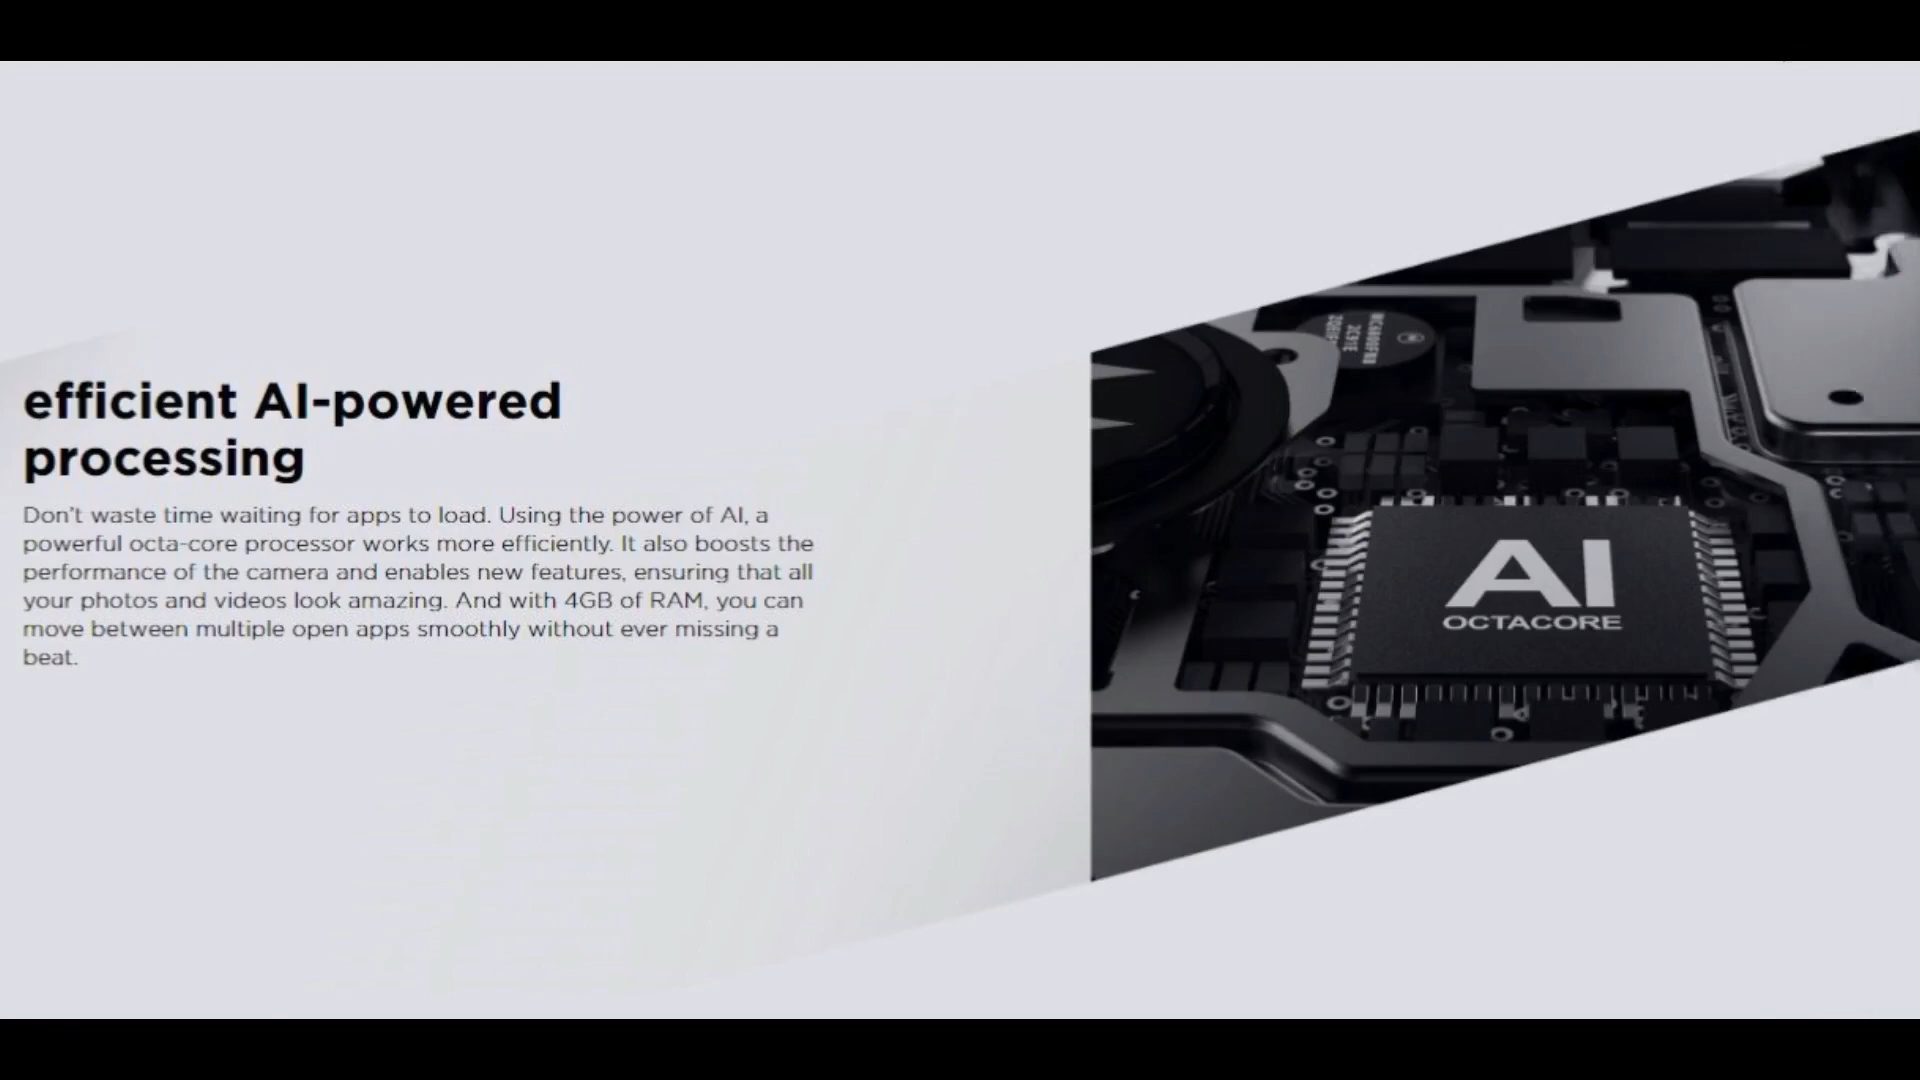 efficient AI-powered
processing
Don't waste time waiting for apps to load. Using the power of AI, a
powerful octa-core processor works more efficiently. It also boosts the
performance of the camera and enables new features, ensuring that all
your photos and videos look amazing. And with 4GB of RAM, you can
move between multiple open apps smoothly without ever missing a
beat.
2C91E
AI
OCTACORE